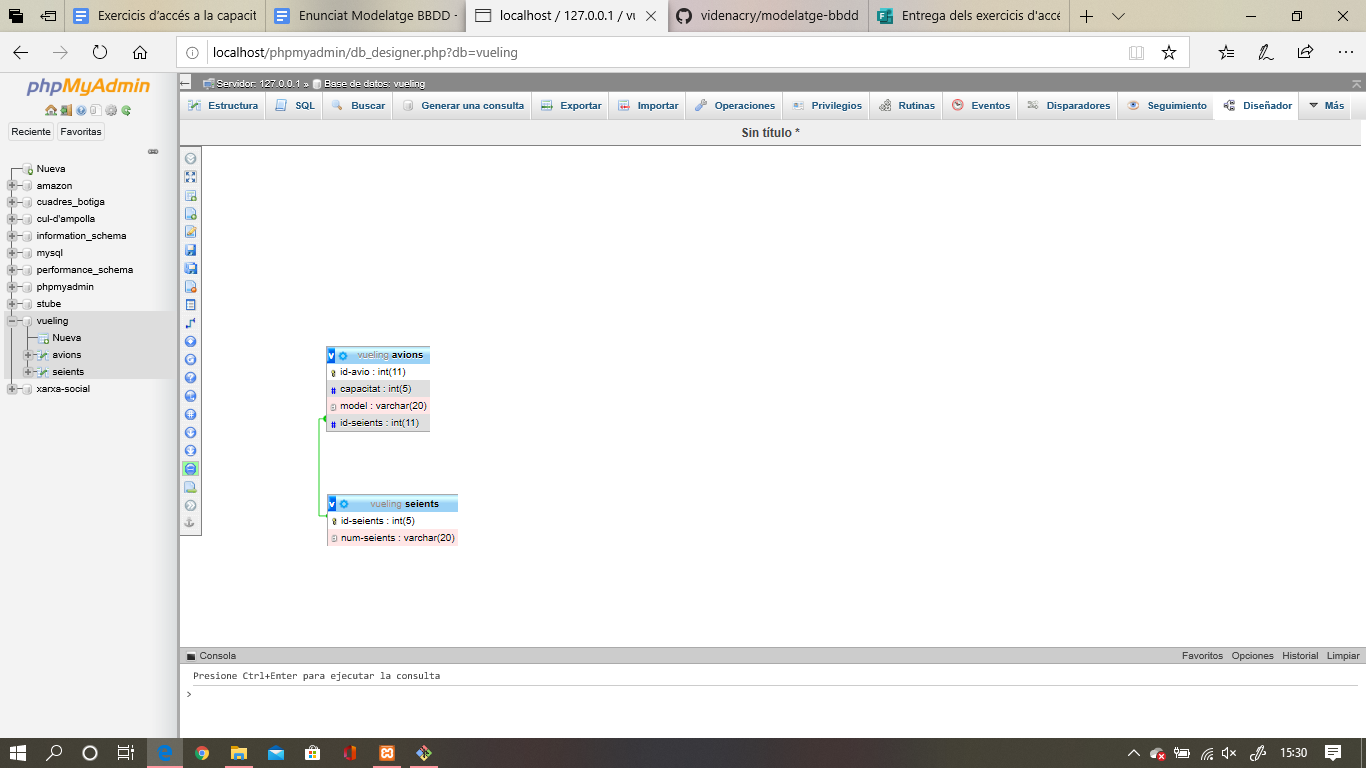 Exercicis d'accés a la capacit
Enunciat Modelatge BBDD -
localhost / 127.0.0.1 / vu
videnacry/modelatge-bbdd
Entrega dels exercicis d'accé
localhost/phpmyadmin/db_designer.php?db=vueling
phpMyAdmin
Reciente
Favoritas
Nueva
amazon
cuadres_botiga
cul-d'ampolla
information_schema
mysql
performance_schema
phpmyadmin
stube
vueling
Nueva
avions
seients
xarxa-social
Servidor: 127.0.0.1 » Base de datos: vueling
Estructura
SQL
Buscar
Generar una consulta
Exportar
Importar
Operaciones
Privilegios
Rutinas
Eventos
Disparadores
Seguimiento
Diseñador
Más
Sin título *
v vueling avions
id-avio : int(11)
# capacitat : int(5)
model : varchar(20)
# id-seients : int(11)
v vueling seients
id-seients : int(5)
num-seients : varchar(20)
Consola
Favoritos Opciones Historial Limpiar
Presione Ctrl+Enter para ejecutar la consulta
>
15:30